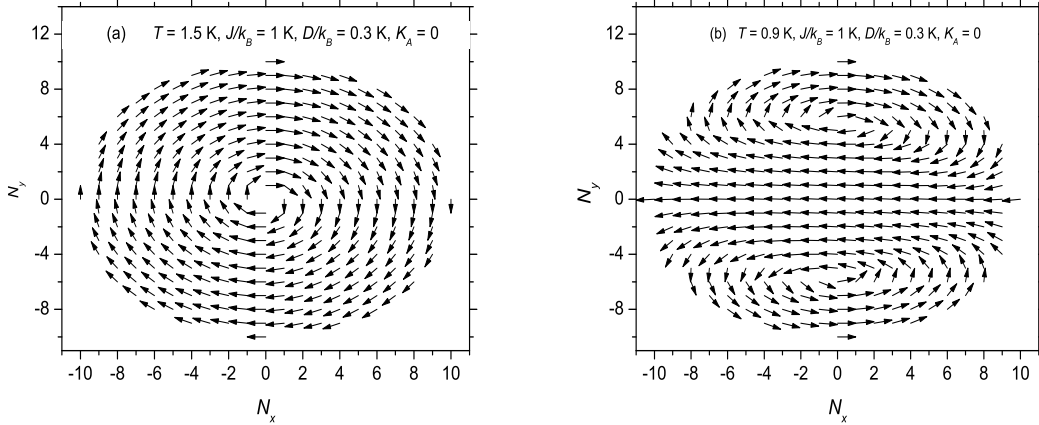 (a) T = 1.5 K, J/k_B = 1 K, D/k_B = 0.3 K, K_A = 0
12
8
4
0
-4
-8
N_y
-10 -8 -6 -4 -2 0 2 4 6 8 10
N_x
(b) T = 0.9 K, J/k_B = 1 K, D/k_B = 0.3 K, K_A = 0
12
8
4
0
-4
-8
N_y
-10 -8 -6 -4 -2 0 2 4 6 8 10
N_x